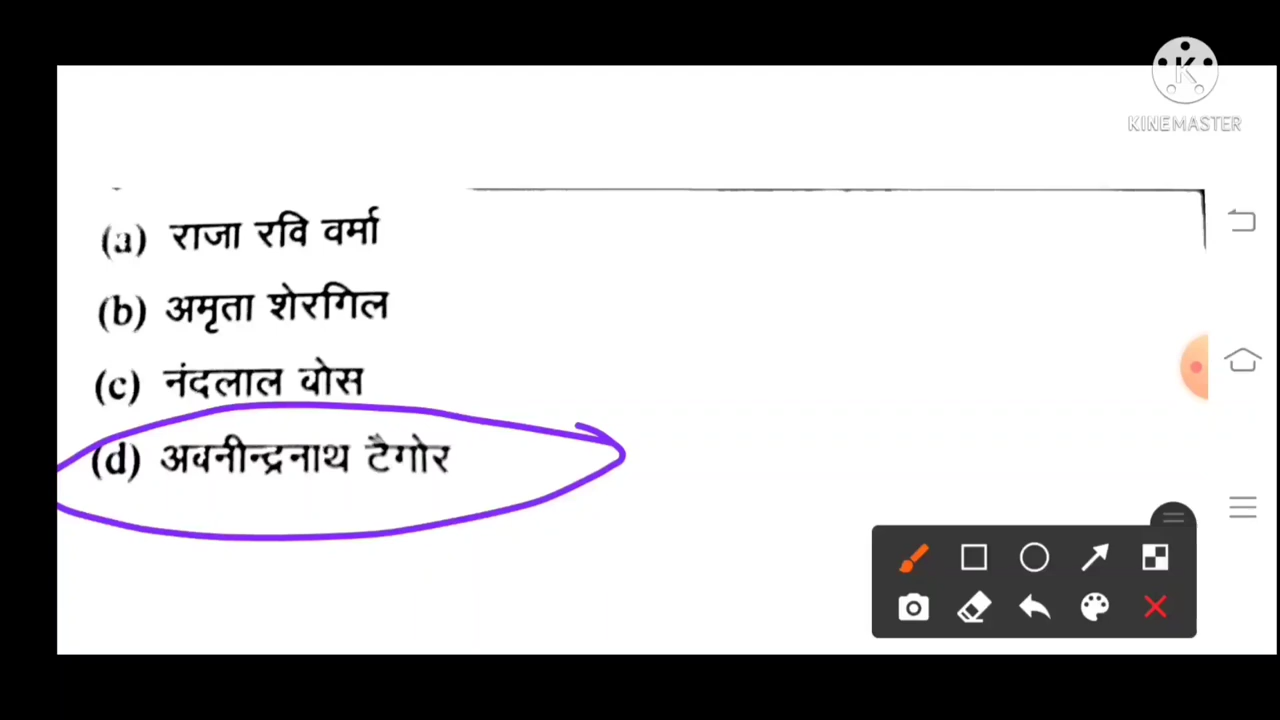 KINEMASTER
(a) राजा रवि वर्मा
(b) अमृता शेरगिल
(c) नंदलाल वोस
(d) अवनीन्द्रनाथ टैगोर